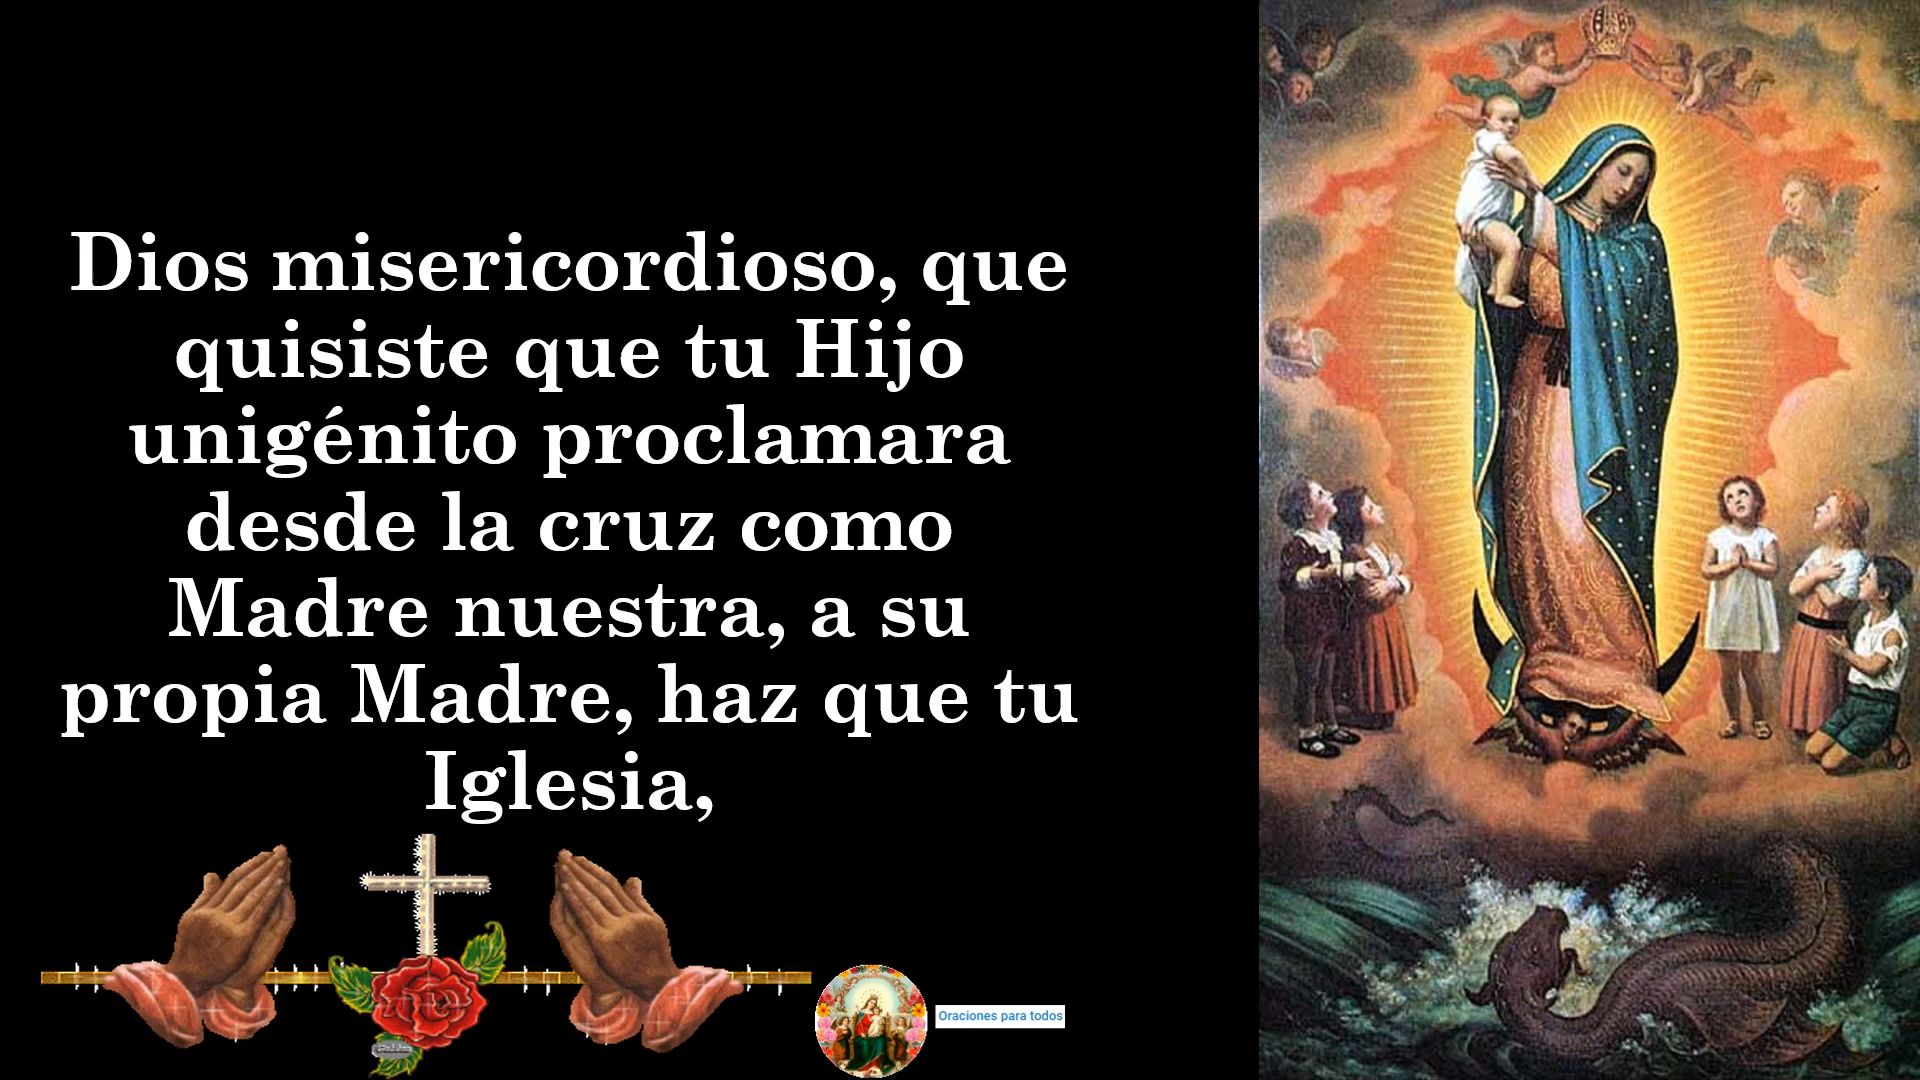 Dios misericordioso, que
quisiste que tu Hijo
unigénito proclamara
desde la cruz como
Madre nuestra, a su
propia Madre, haz que tu
Iglesia,
Oraciones para todos